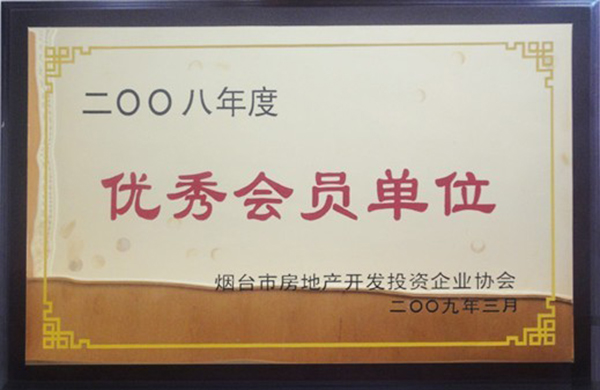 二〇〇八年度
优秀会员单位
烟台市房地产开发投资企业协会
二〇〇九年三月